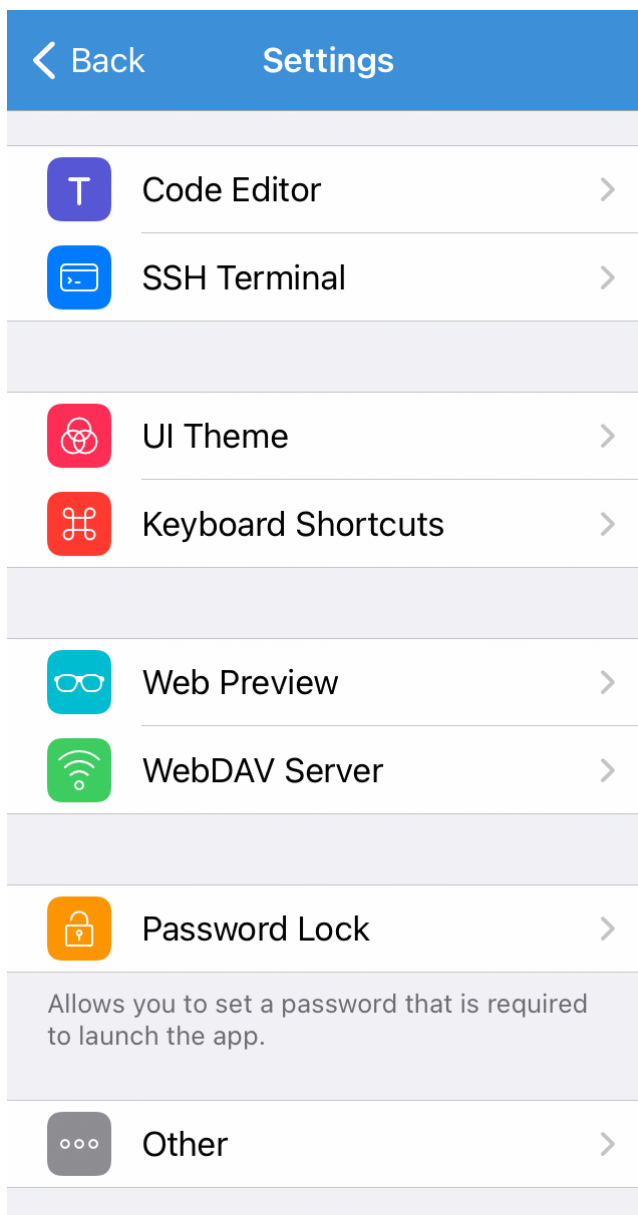 Back
Settings
T
Code Editor
SSH Terminal
UI Theme
Keyboard Shortcuts
Web Preview
WebDAV Server
Password Lock
Allows you to set a password that is required
to launch the app.
Other